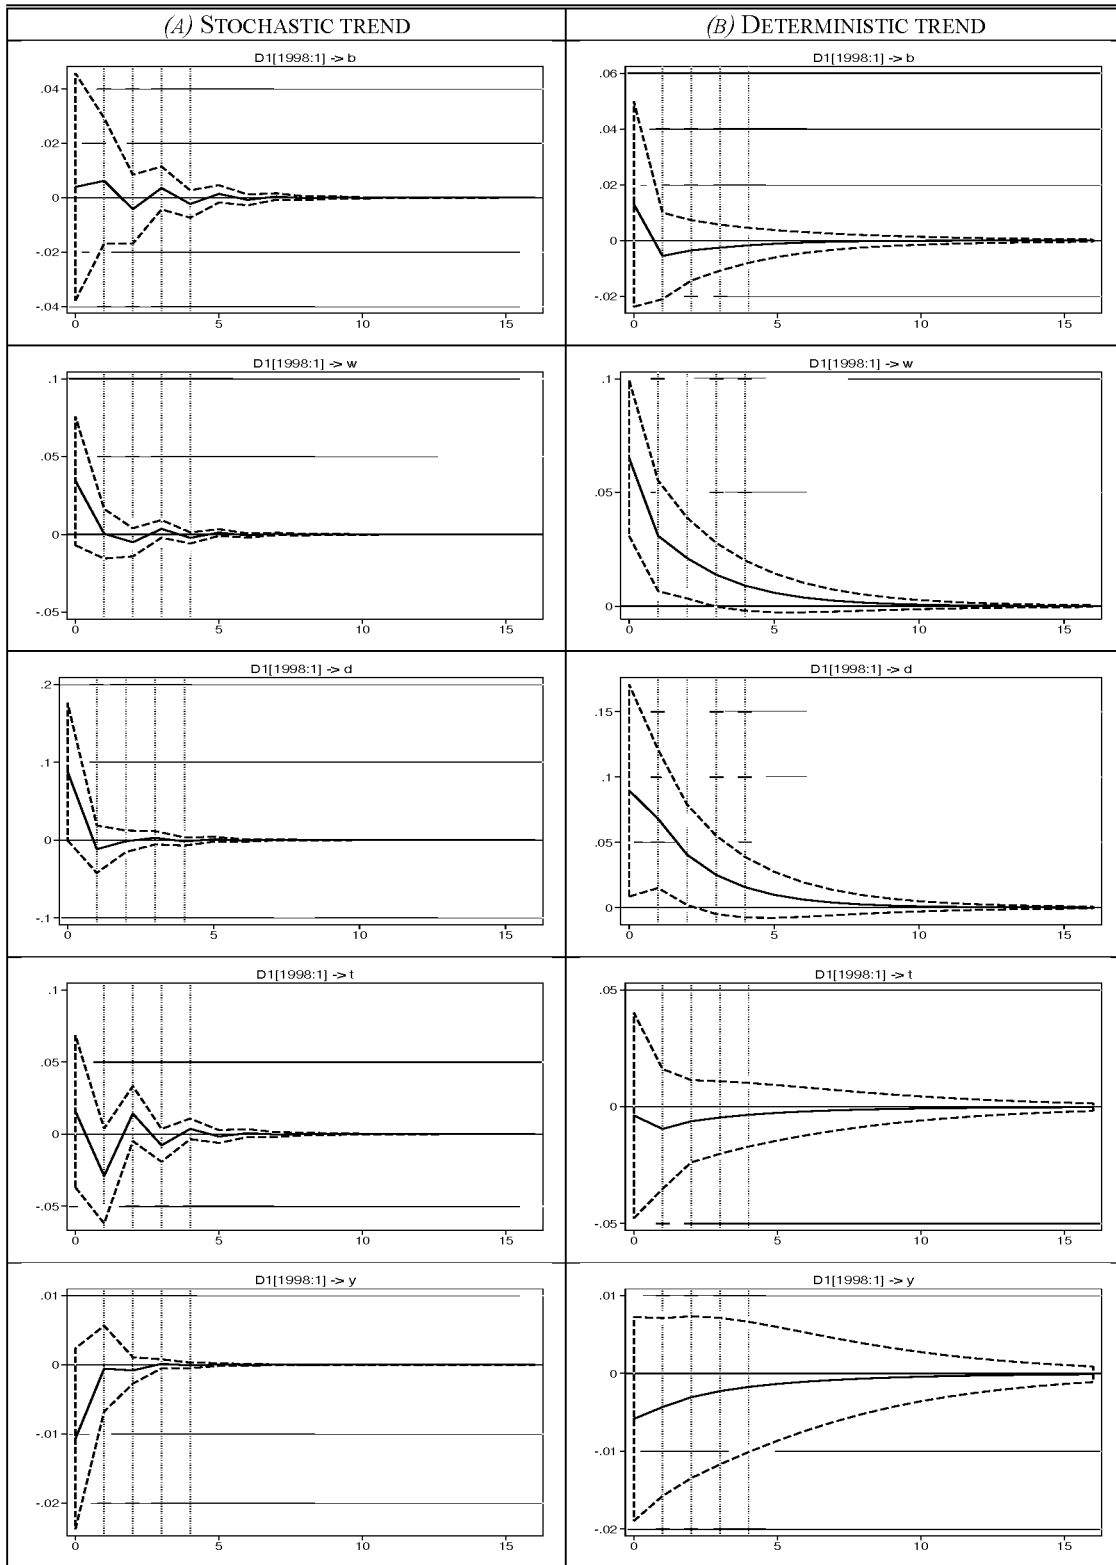 (A) STOCHASTIC TREND
(B) DETERMINISTIC TREND
D1[1998:1] -> b
.04
.02
0
-.02
-.04
0 5 10 15
D1[1998:1] -> b
.06
.04
.02
0
-.02
0 5 10 15
D1[1998:1] -> w
.1
.05
0
-.05
0 5 10 15
D1[1998:1] -> w
.1
.05
0
0 5 10 15
D1[1998:1] -> d
.2
.1
0
-.1
0 5 10 15
D1[1998:1] -> d
.15
.1
.05
0
0 5 10 15
D1[1998:1] -> t
.1
.05
0
-.05
0 5 10 15
D1[1998:1] -> t
.05
0
-.05
0 5 10 15
D1[1998:1] -> y
.01
0
-.01
-.02
0 5 10 15
D1[1998:1] -> y
.01
0
-.01
-.02
0 5 10 15